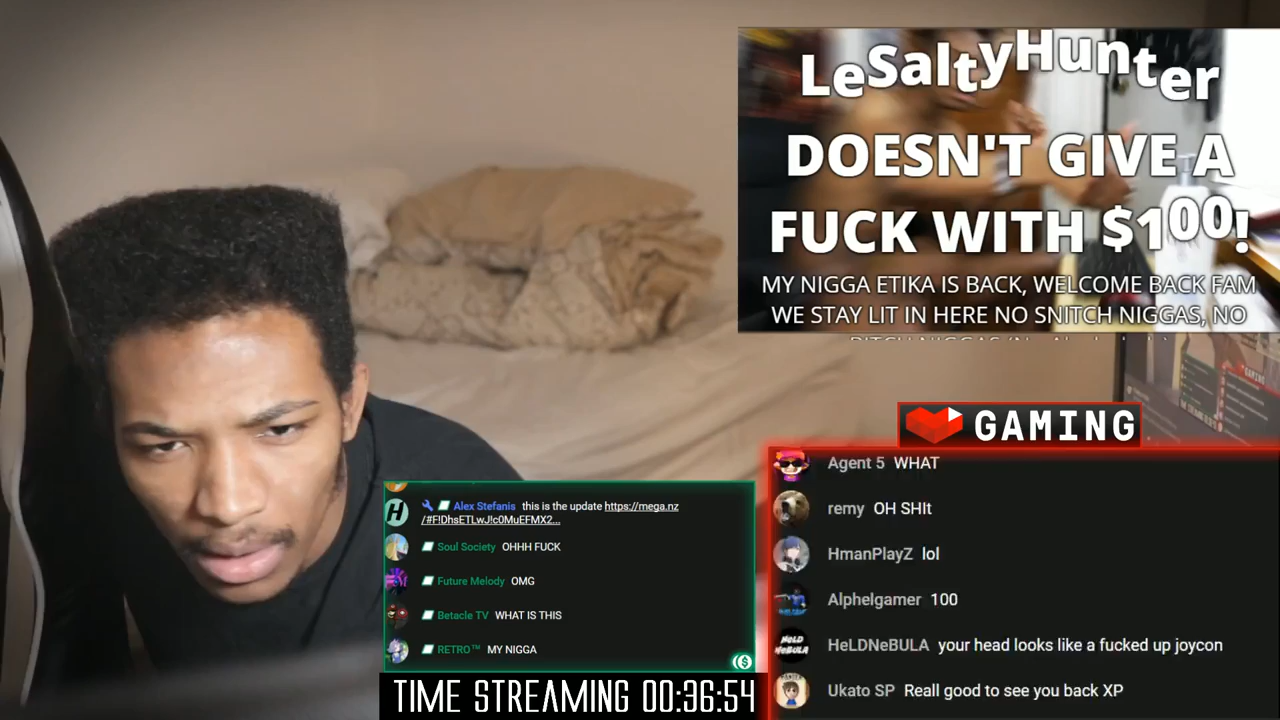 LeSaltyHunter
DOESN'T GIVE A
FUCK WITH $100!
MY NIGGA ETIKA IS BACK, WELCOME BACK FAM
WE STAY LIT IN HERE NO SNITCH NIGGAS, NO
GAMING
Agent 5 WHAT
remy OH SHIt
HmanPlayZ lol
Alphelgamer 100
HeLDNeBULA your head looks like a fucked up joycon
Ukato SP Reall good to see you back XP
Alex Stefanis this is the update https://mega.nz
/#F!DhsETLwJ!c0MuEFMX2...
Soul Society OHHH FUCK
Future Melody OMG
Betacle TV WHAT IS THIS
RETRO™ MY NIGGA
TIME STREAMING 00:36:54